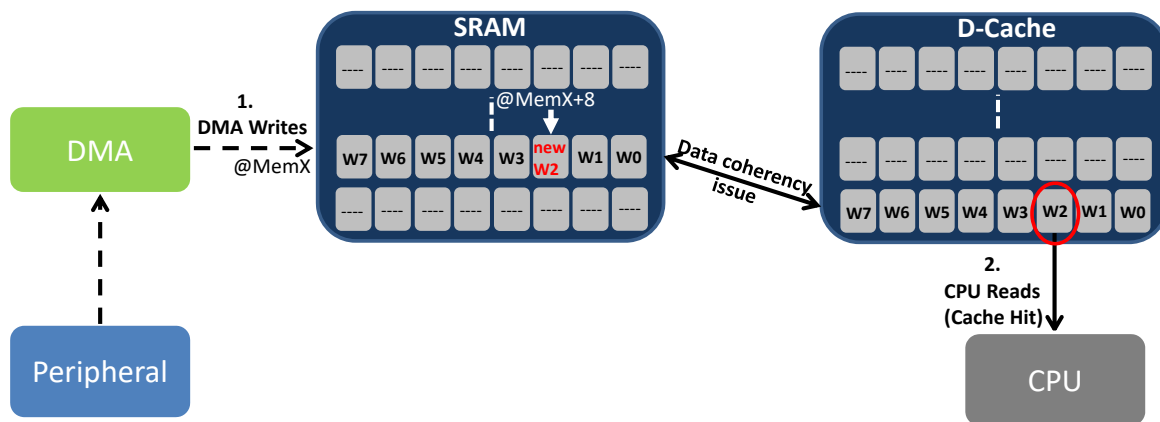 SRAM
---- ---- ---- ---- ---- ---- ---- ----
@MemX+8
W7 W6 W5 W4 W3 new W1 W0
W2
---- ---- ---- ---- ---- ---- ---- ----
D-Cache
---- ---- ---- ---- ---- ---- ---- ----
---- ---- ---- -- ---- ---- ---- ----
W7 W6 W5 W4 W3 W2 W1 W0
1.
DMA Writes
@MemX
DMA
Peripheral
Data coherency
issue
2.
CPU Reads
(Cache Hit)
CPU